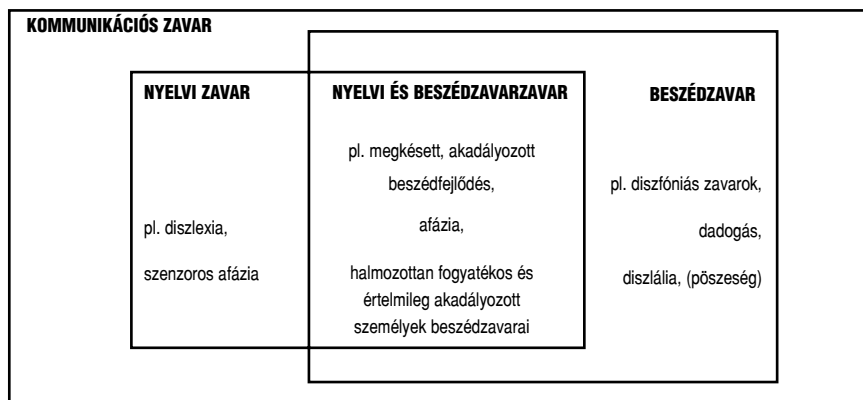 KOMMUNIKÁCIÓS ZAVAR
NYELVI ZAVAR
pl. diszlexia,
szenzoros afázia
NYELVI ÉS BESZÉDZAVARZAVAR
pl. megkésett, akadályozott
beszédfejlődés,
afázia,
halmozottan fogyatékos és
értelmileg akadályozott
személyek beszédzavarai
BESZÉDZAVAR
pl. diszfóniás zavarok,
dadogás,
diszlália, (pöszeség)